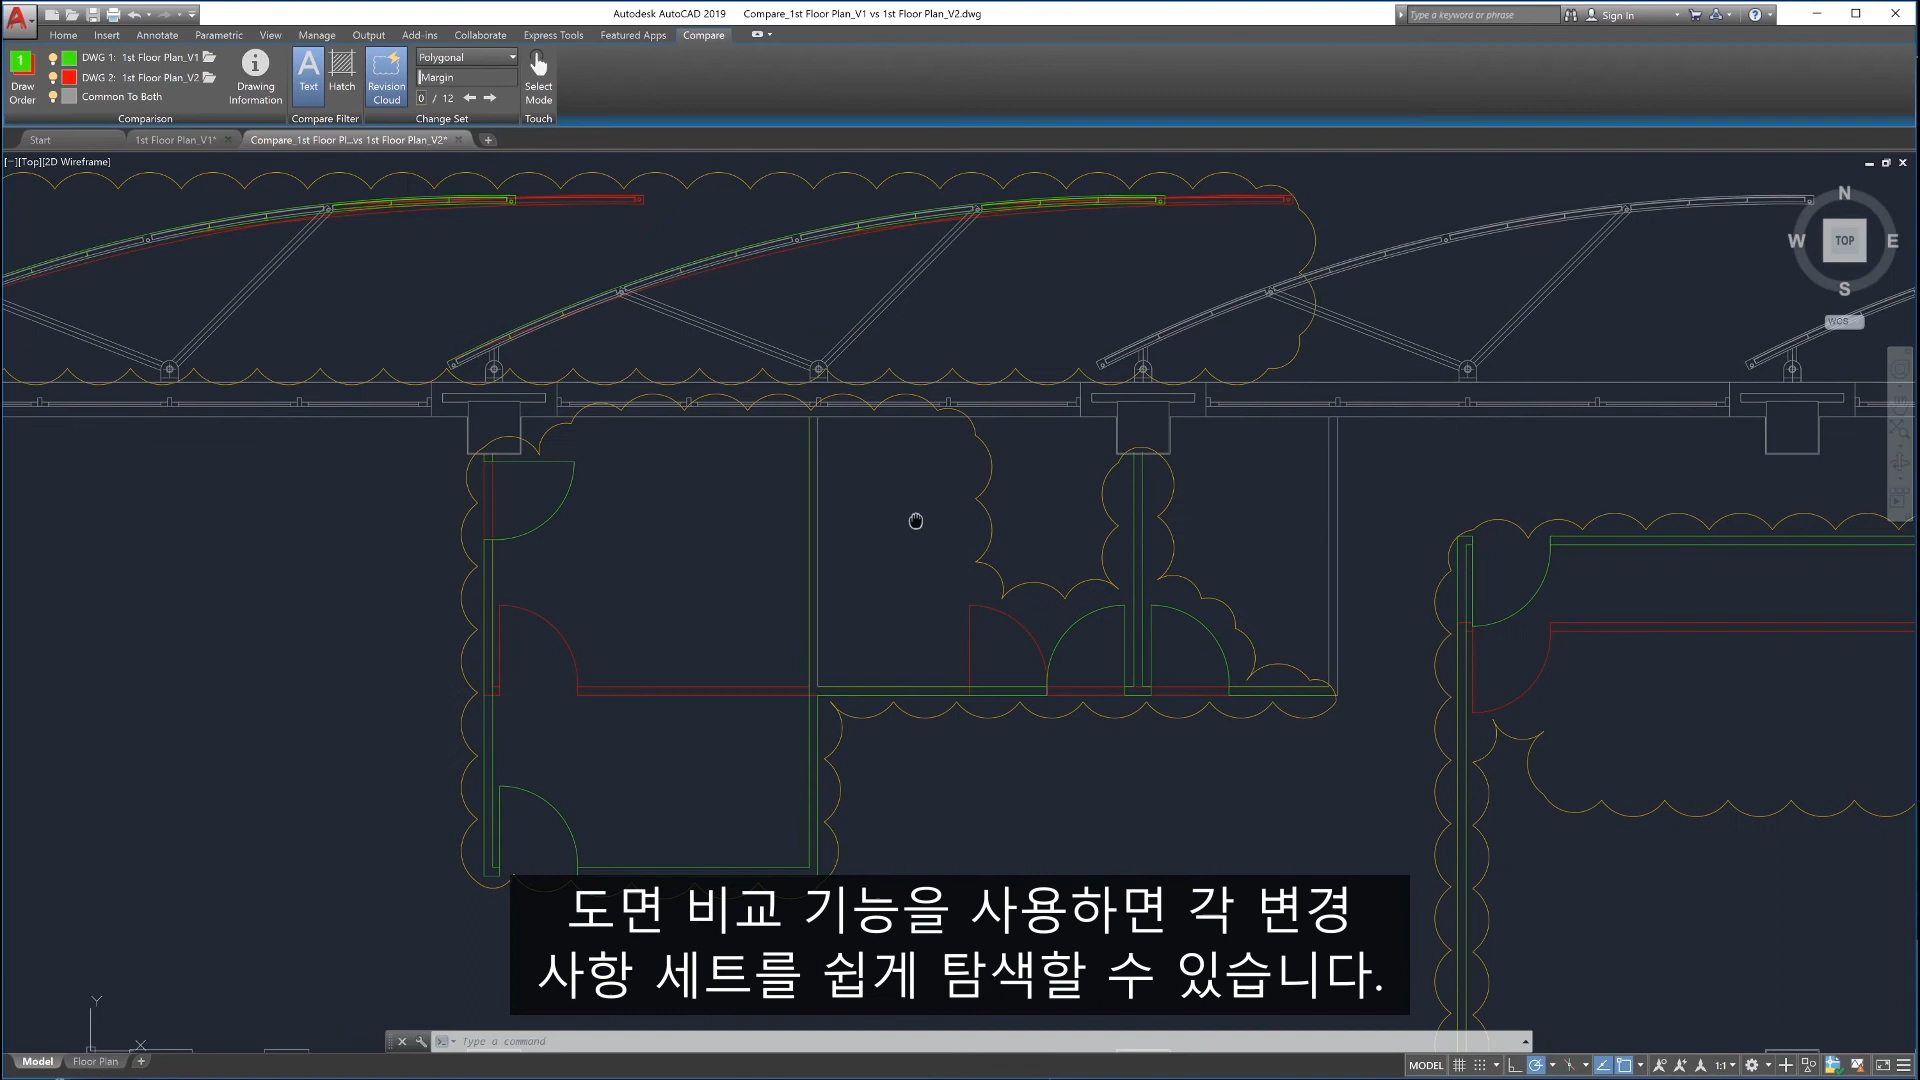 Autodesk AutoCAD 2019 Compare_1st Floor Plan_V1 vs 1st Floor Plan_V2.dwg
Type a keyword or phrase
Sign In
Home Insert Annotate Parametric View Manage Output Add-ins Collaborate Express Tools Featured Apps Compare
1
Draw
Order
DWG 1: 1st Floor Plan_V1
DWG 2: 1st Floor Plan_V2
Common To Both
Drawing
Information
Comparison
Text
Hatch
Compare Filter
Revision
Cloud
Polygonal
Margin
0 / 12
Change Set
Select
Mode
Touch
Start 1st Floor Plan_V1* Compare_1st Floor Pl...vs 1st Floor Plan_V2*
[−][Top][2D Wireframe]
N
W TOP E
S
WCS
도면 비교 기능을 사용하면 각 변경
사항 세트를 쉽게 탐색할 수 있습니다.
Y
X
Type a command
Model Floor Plan
MODEL
1:1